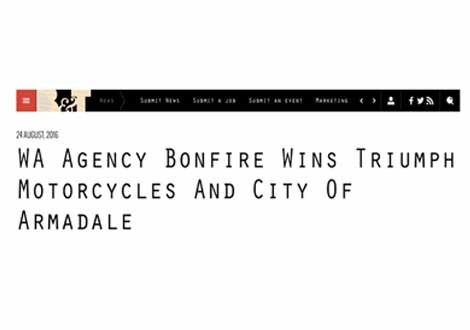 B&T News Submit News Submit a job Submit an event Marketing
24 AUGUST, 2016
WA Agency Bonfire Wins Triumph
Motorcycles And City Of
Armadale